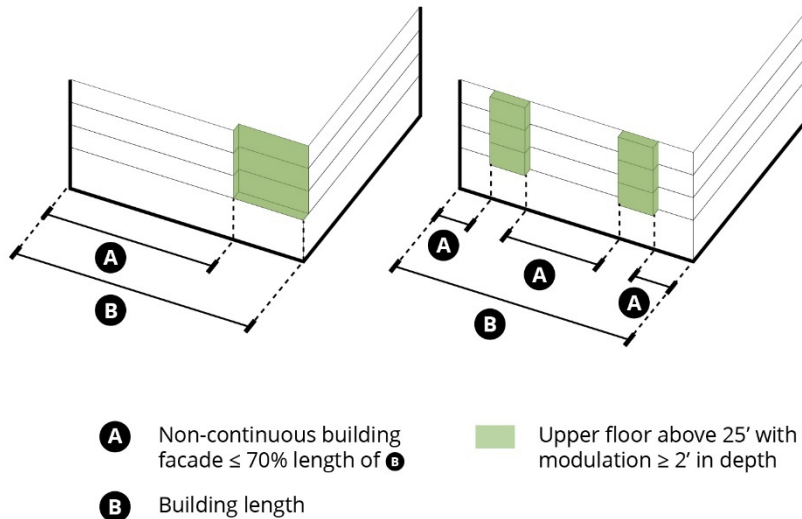 A
B
A
A
A
B
A Non-continuous building
facade ≤ 70% length of B
B Building length
Upper floor above 25’ with
modulation ≥ 2’ in depth